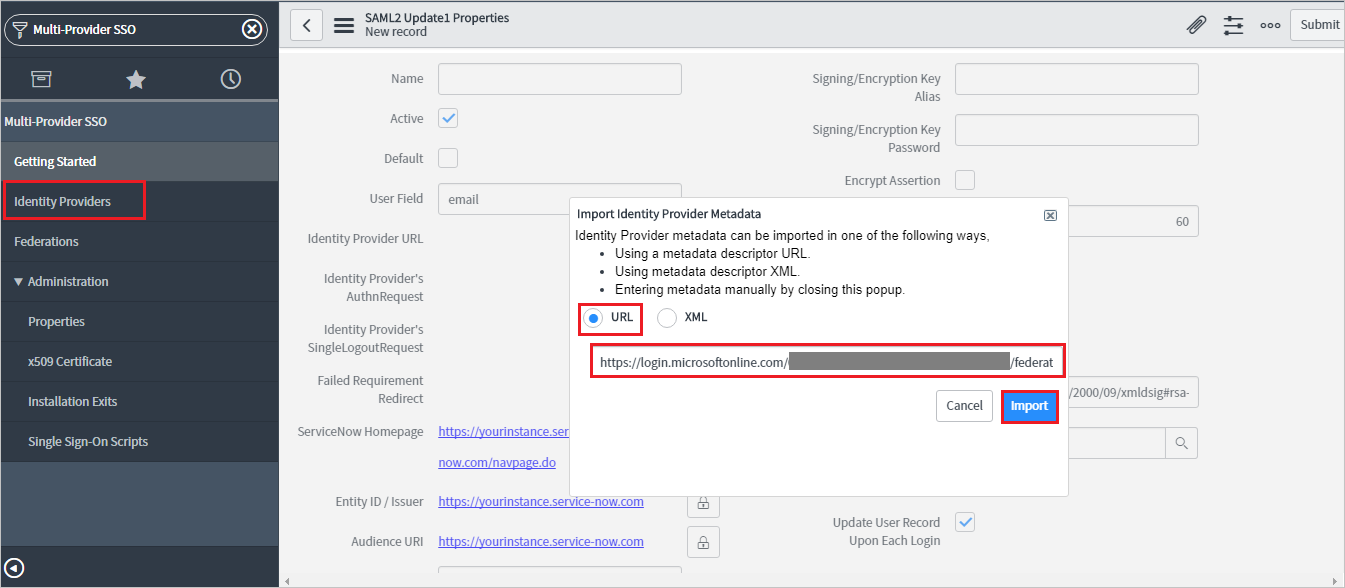 Multi-Provider SSO
Multi-Provider SSO
Getting Started
Identity Providers
Federations
Administration
Properties
x509 Certificate
Installation Exits
Single Sign-On Scripts
SAML2 Update1 Properties
New record
Submit
Name
Active
Default
User Field
email
Identity Provider URL
Identity Provider's
AuthnRequest
Identity Provider's
SingleLogoutRequest
Failed Requirement
Redirect
ServiceNow Homepage
https://yourinstance.ser
now.com/navpage.do
Entity ID / Issuer
https://yourinstance.service-now.com
Audience URI
https://yourinstance.service-now.com
Signing/Encryption Key
Alias
Signing/Encryption Key
Password
Encrypt Assertion
60
/2000/09/xmldsig#rsa-
Update User Record
Upon Each Login
Import Identity Provider Metadata
Identity Provider metadata can be imported in one of the following ways,
• Using a metadata descriptor URL.
• Using metadata descriptor XML.
• Entering metadata manually by closing this popup.
URL XML
https://login.microsoftonline.com/ /federat
Cancel Import